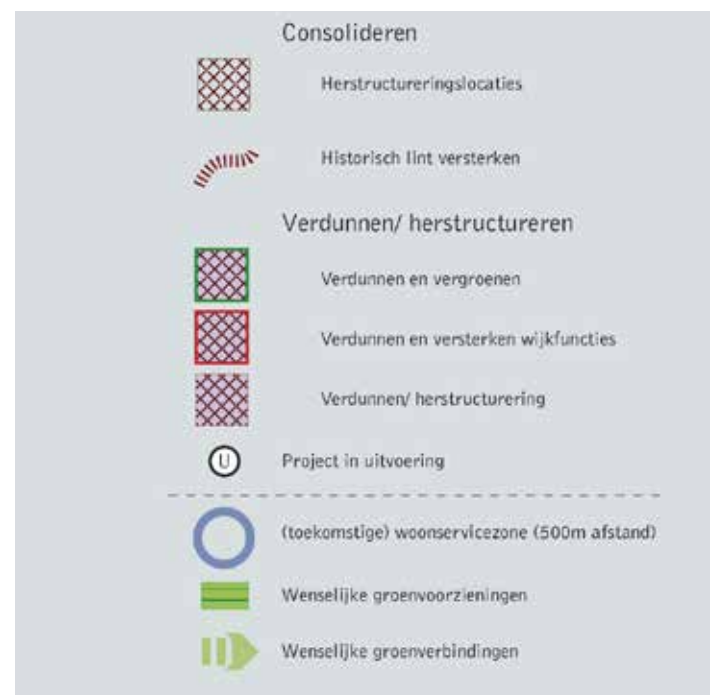 Consolideren
Herstructureringslocaties
Historisch lint versterken
Verdunnen/ herstructureren
Verdunnen en vergroenen
Verdunnen en versterken wijkfuncties
Verdunnen/ herstructurering
U Project in uitvoering
(toekomstige) woonservicezone (500m afstand)
Wenselijke groenvoorzieningen
Wenselijke groenverbindingen